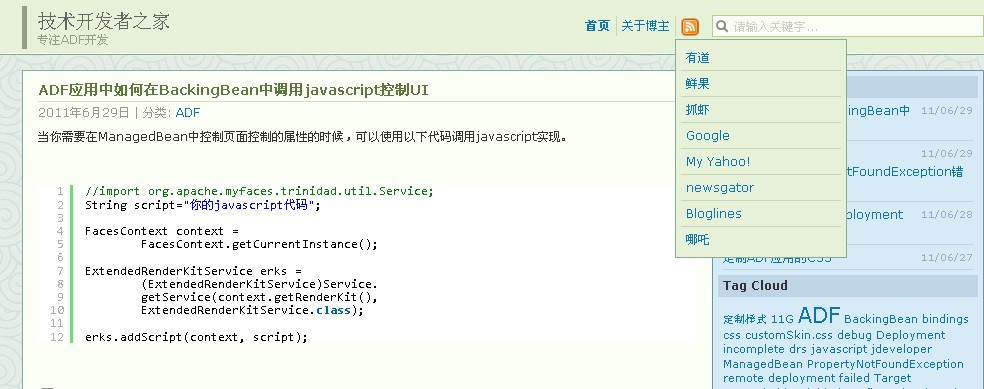 技术开发者之家
专注ADF开发
首页 关于博主 请输入关键字...
有道
鲜果
抓虾
Google
My Yahoo!
newsgator
Bloglines
哪吒
ADF应用中如何在BackingBean中调用javascript控制UI
2011年6月29日 | 分类: ADF
当你需要在ManagedBean中控制页面控制的属性的时候，可以使用以下代码调用javascript实现。
1 //import org.apache.myfaces.trinidad.util.Service;
2 String script="你的javascript代码";
3
4 FacesContext context =
5 FacesContext.getCurrentInstance();
6
7 ExtendedRenderKitService erks =
8 (ExtendedRenderKitService)Service.
9 getService(context.getRenderKit(),
10 ExtendedRenderKitService.class);
11
12 erks.addScript(context, script);
ingBean中 11/06/29
11/06/29
otFoundException错
eployment 11/06/28
定制ADF应用的CSS 11/06/27
Tag Cloud
定制样式 11G ADF BackingBean bindings
css customSkin.css debug Deployment
incomplete drs javascript jdeveloper
ManagedBean PropertyNotFoundException
remote deployment failed Target